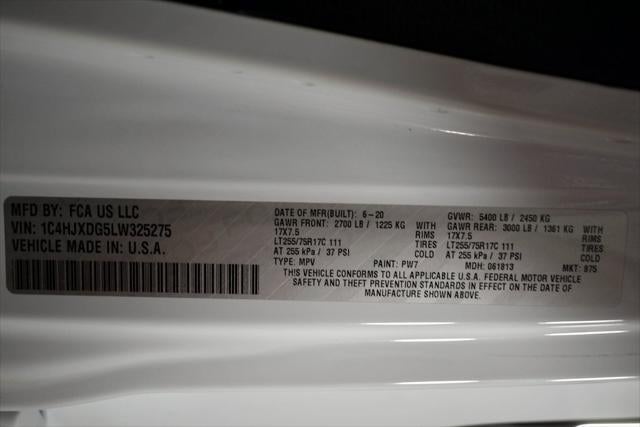 MFD BY: FCA US LLC
VIN: 1C4HJXDG5LW325275
VEHICLE MADE IN: U.S.A.
DATE OF MFR(BUILT): 6-20
GAWR FRONT: 2700 LB / 1225 KG WITH
17X7.5 RIMS
LT255/75R17C 111 TIRES
AT 255 kPa / 37 PSI COLD
TYPE: MPV PAINT: PW7
GVWR: 5400 LB / 2450 KG
GAWR REAR: 3000 LB / 1361 KG WITH
17X7.5 RIMS
LT255/75R17C 111 TIRES
AT 255 kPa / 37 PSI COLD
MDH: 061813 MKT: 975
THIS VEHICLE CONFORMS TO ALL APPLICABLE U.S.A. FEDERAL MOTOR VEHICLE
SAFETY AND THEFT PREVENTION STANDARDS IN EFFECT ON THE DATE OF
MANUFACTURE SHOWN ABOVE.